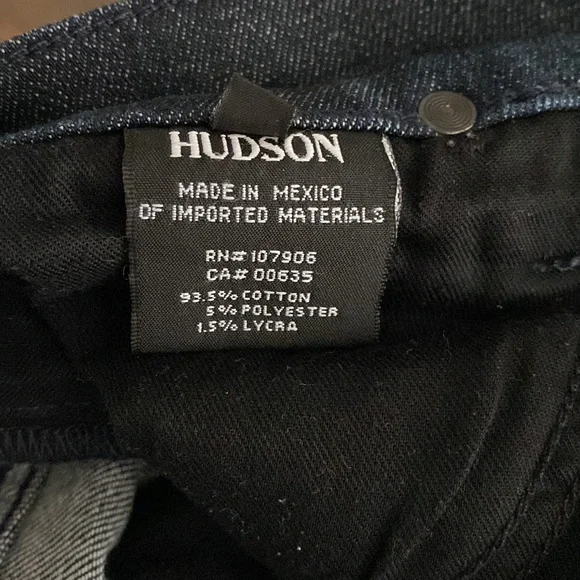 HUDSON
MADE IN MEXICO
OF IMPORTED MATERIALS
RN# 107906
CA# 00635
93.5% COTTON
5% POLYESTER
1.5% LYCRA